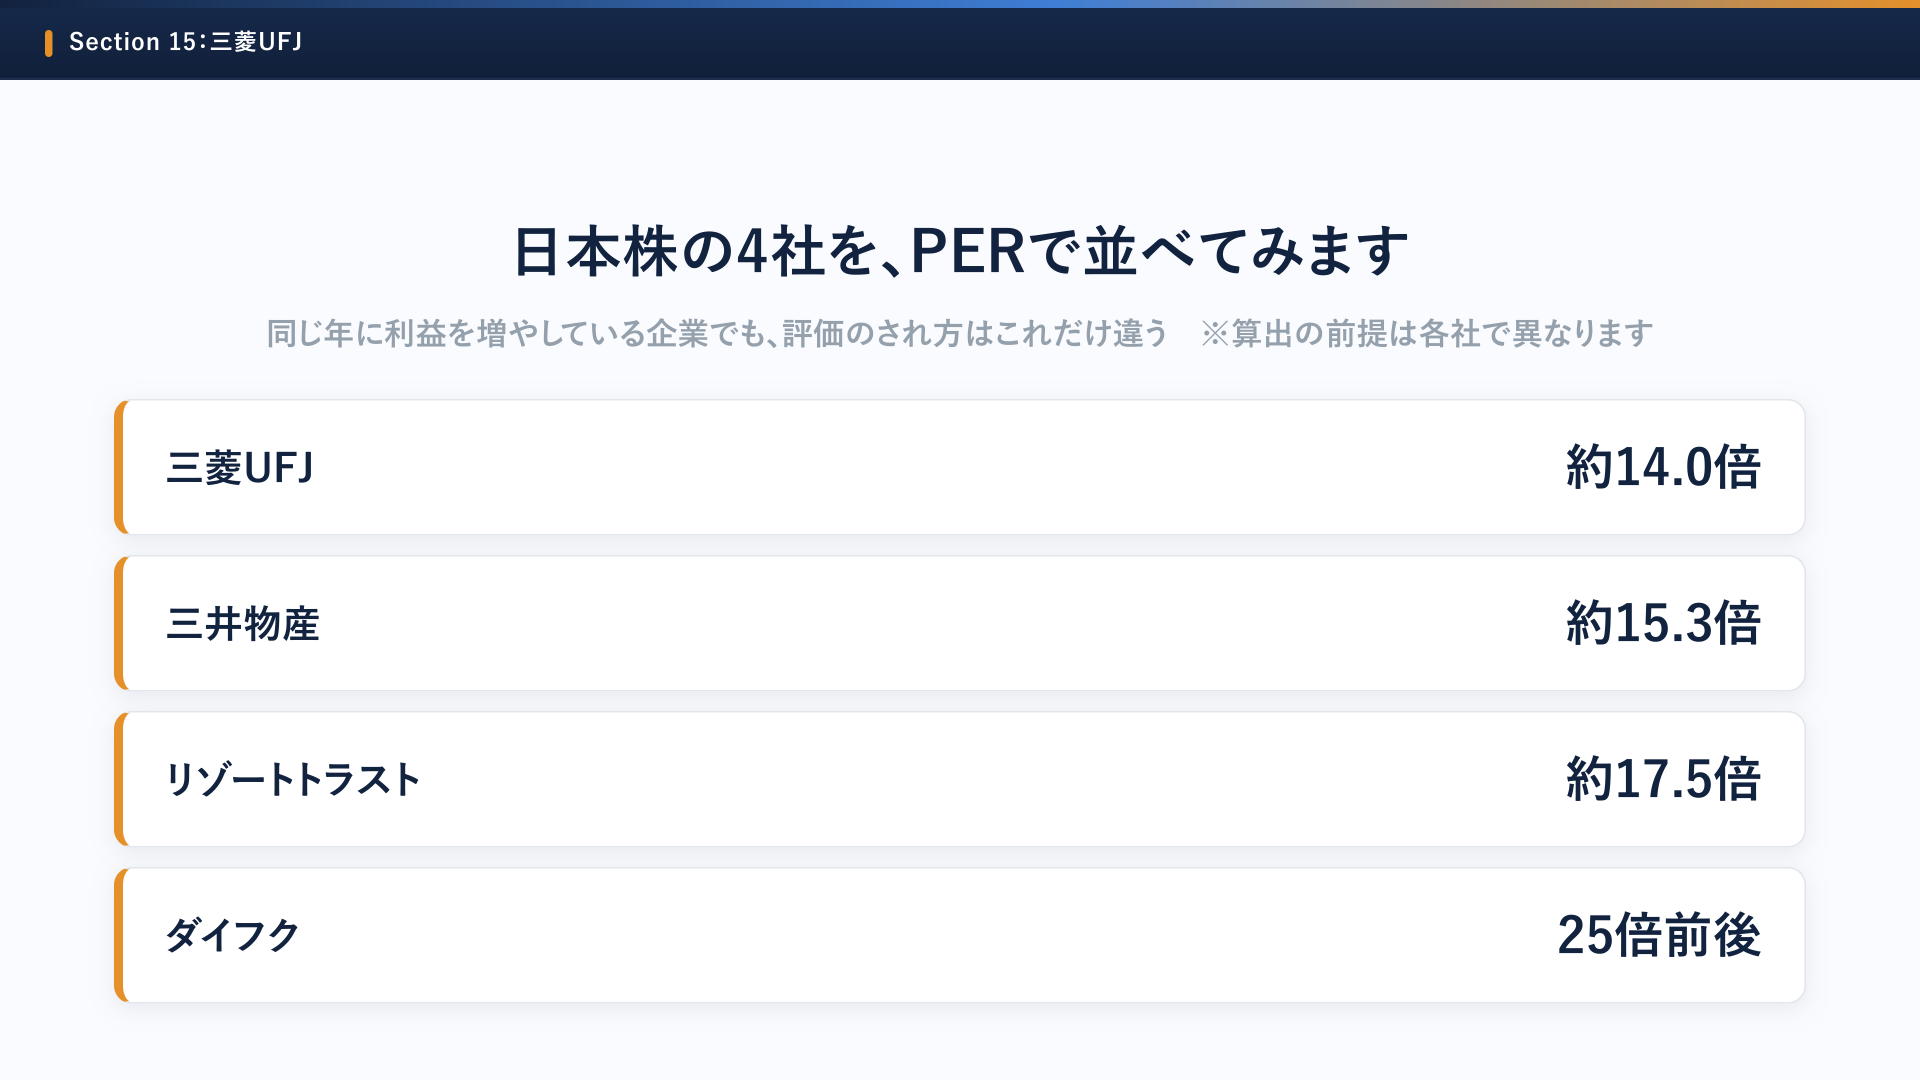 Section 15：三菱UFJ
日本株の4社を、PERで並べてみます
同じ年に利益を増やしている企業でも、評価のされ方はこれだけ違う　※算出の前提は各社で異なります
三菱UFJ
約14.0倍
三井物産
約15.3倍
リゾートトラスト
約17.5倍
ダイフク
25倍前後